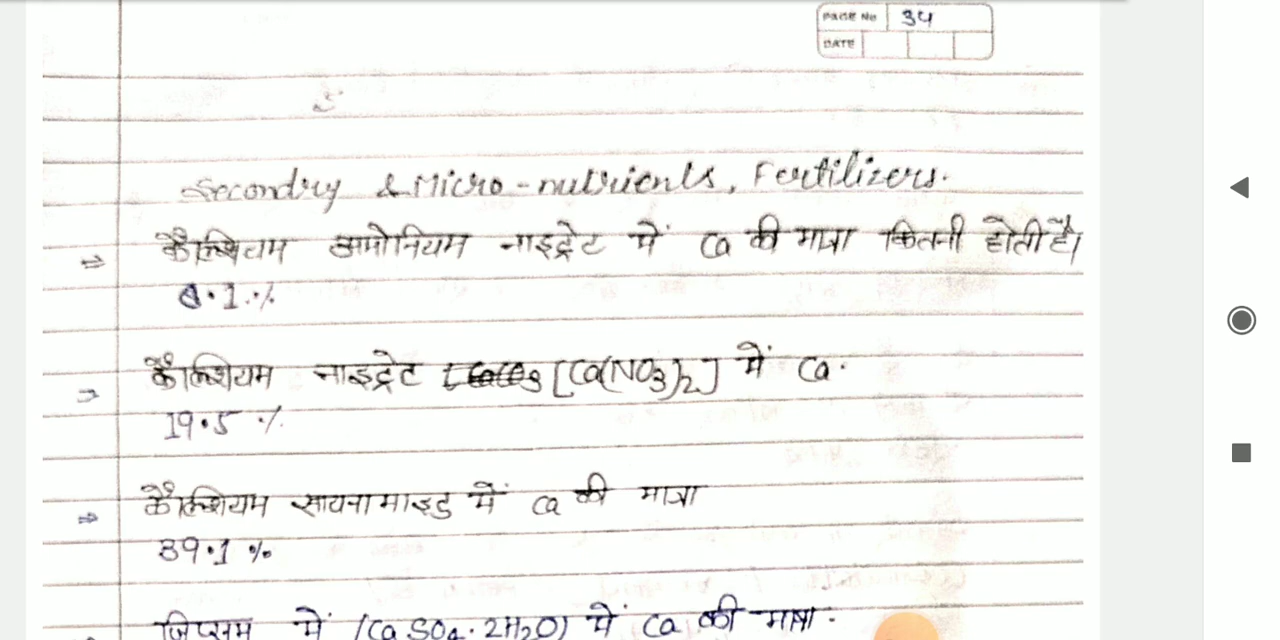 PAGE No 34
DATE
Secondry & Micro-nutrients, Fertilizers.
⇒ कैल्शियम अमोनियम नाइट्रेट में Ca की मात्रा कितनी होती है।
8.1.%
⇒ कैल्शियम नाइट्रेट [Ca(NO3)2] में Ca.
19.5 %
⇒ कैल्शियम सायनामाइड में Ca की मात्रा
39.1 %
जिप्सम में (CaSO4.2H2O) में Ca की मात्रा.